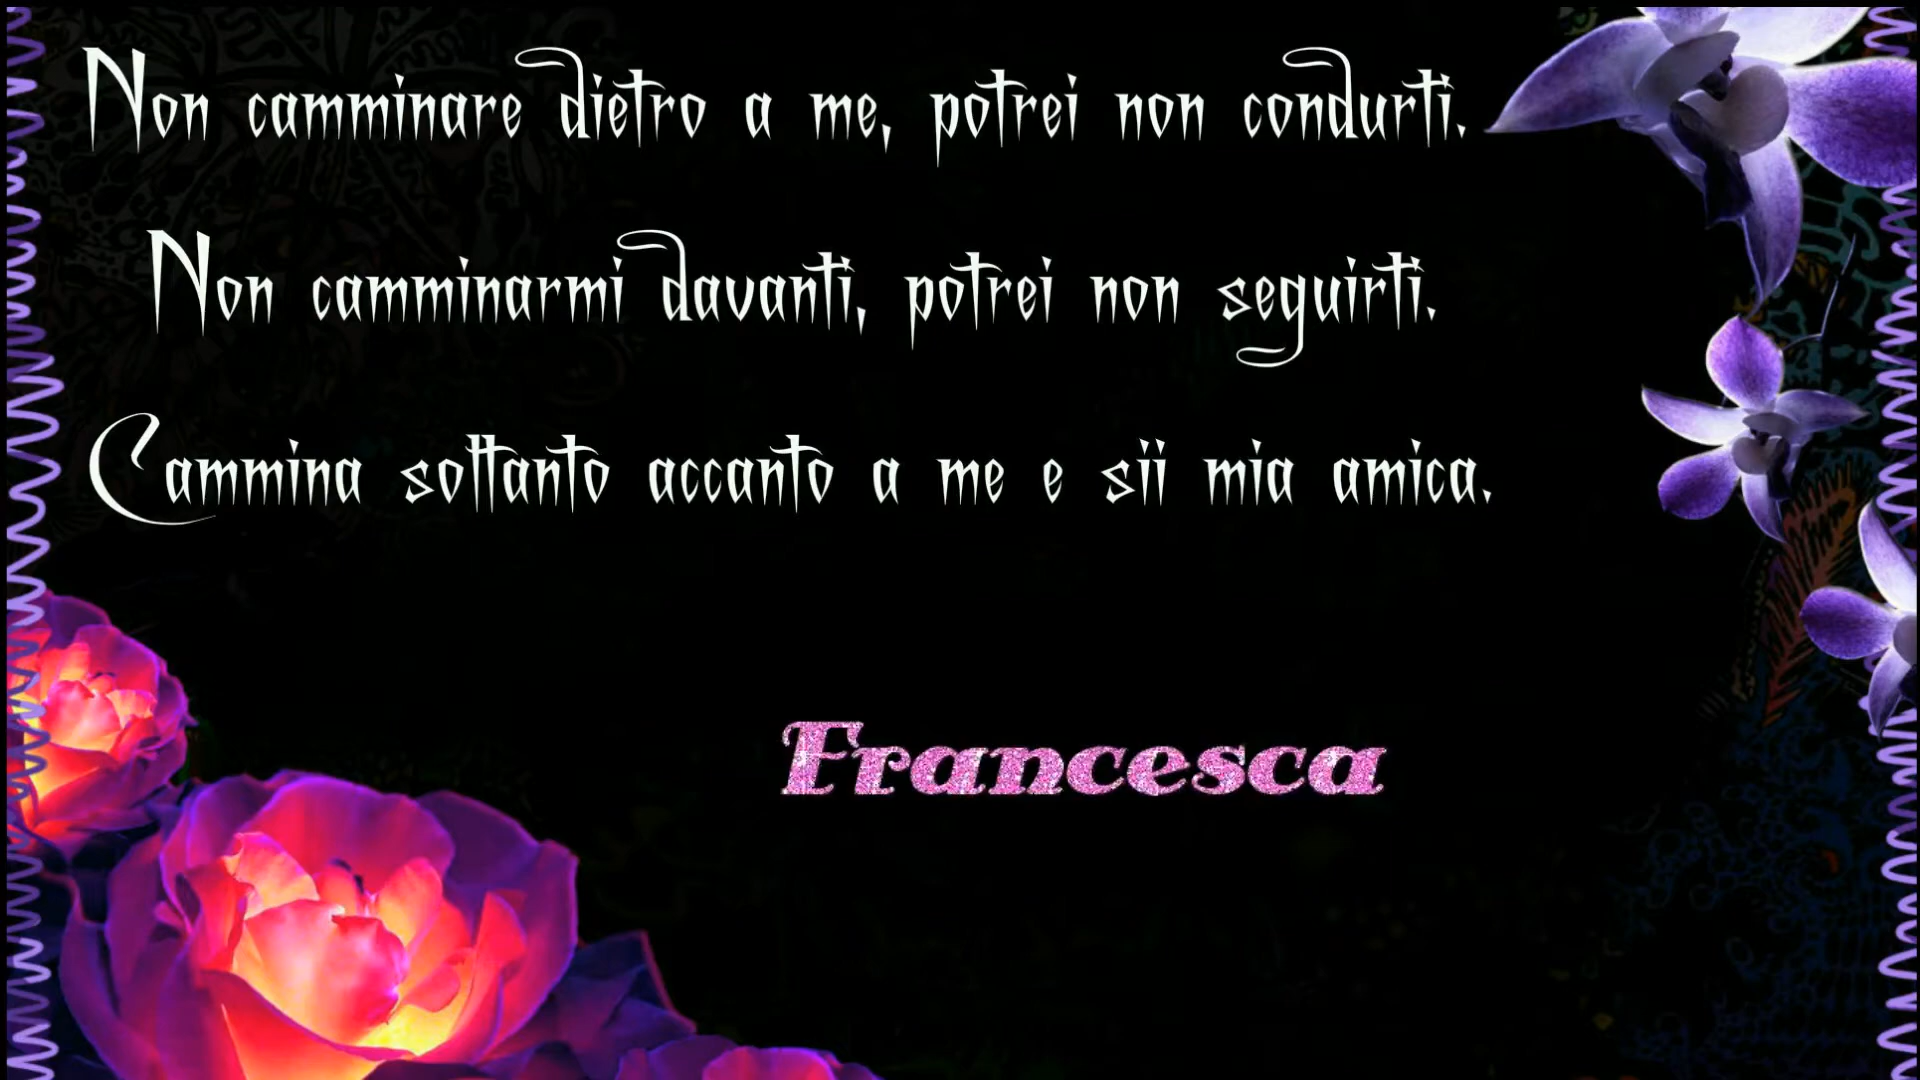 Non camminare dietro a me, potrei non condurti.
Non camminarmi davanti, potrei non seguirti.
Cammina sottanto accanto a me e sii mia amica.
Francesca